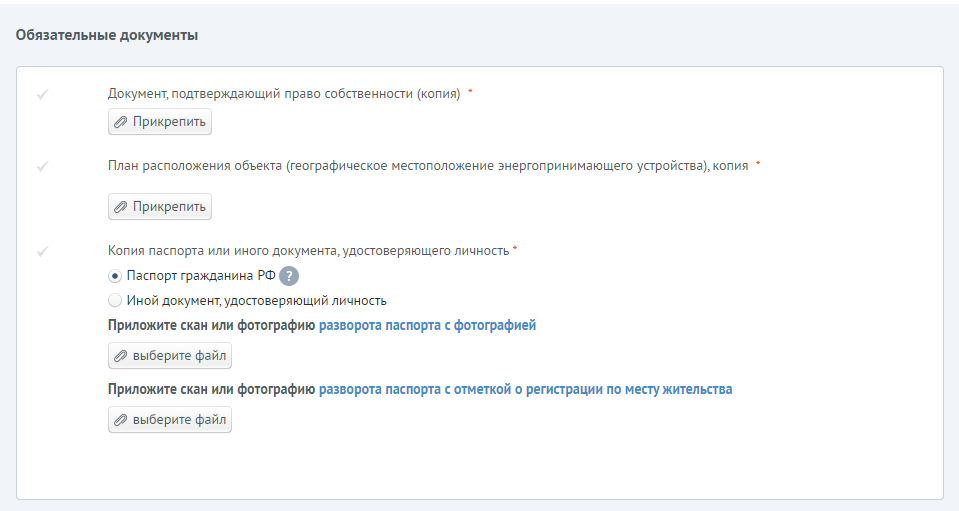 Обязательные документы
Документ, подтверждающий право собственности (копия) *
Прикрепить
План расположения объекта (географическое местоположение энергопринимающего устройства), копия *
Прикрепить
Копия паспорта или иного документа, удостоверяющего личность *
Паспорт гражданина РФ ?
Иной документ, удостоверяющий личность
Приложите скан или фотографию разворота паспорта с фотографией
выберите файл
Приложите скан или фотографию разворота паспорта с отметкой о регистрации по месту жительства
выберите файл